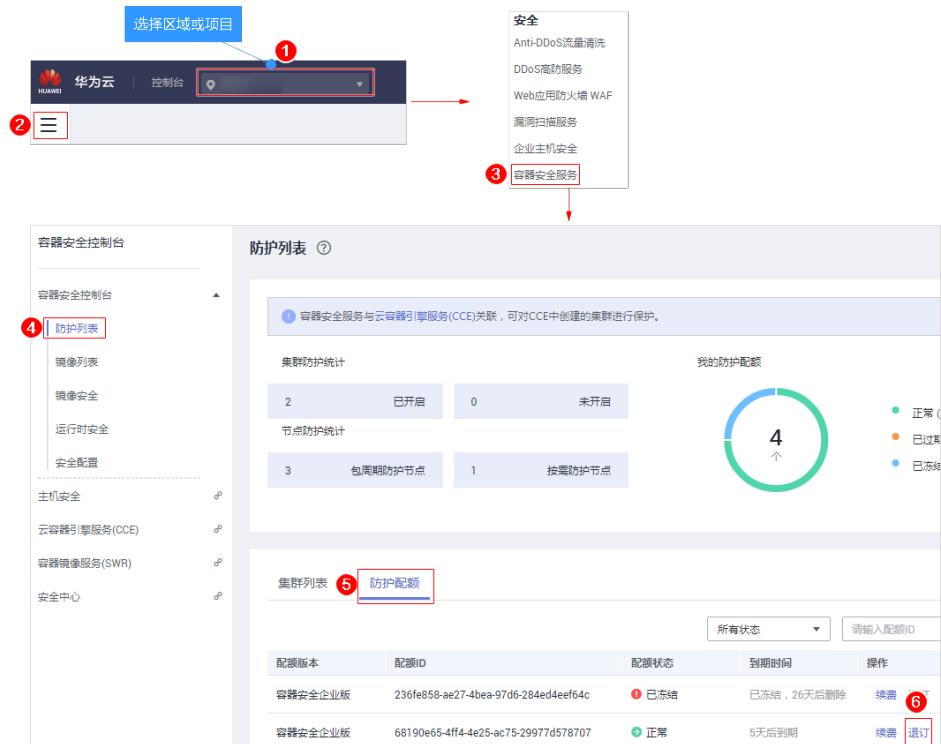 选择区域或项目
1
HUAWEI
华为云
控制台
2
安全
Anti-DDoS流量清洗
DDoS高防服务
Web应用防火墙 WAF
漏洞扫描服务
企业主机安全
3
容器安全服务
容器安全控制台
容器安全控制台
4
防护列表
镜像列表
镜像安全
运行时安全
安全配置
主机安全
云容器引擎服务(CCE)
容器镜像服务(SWR)
安全中心
防护列表 ?
! 容器安全服务与云容器引擎服务(CCE)关联，可对CCE中创建的集群进行保护。
集群防护统计
2 已开启
0 未开启
节点防护统计
3 包周期防护节点
1 按需防护节点
我的防护配额
4
个
正常 (
已过期
已冻结
集群列表
5
防护配额
所有状态
请输入配额ID
配额版本 配额ID 配额状态 到期时间 操作
容器安全企业版 236fe858-ae27-4bea-97d6-284ed4eef64c 已冻结 已冻结，26天后删除 续费
6
容器安全企业版 68190e65-4ff4-4e25-ac75-29977d578707 正常 5天后到期 续费 退订